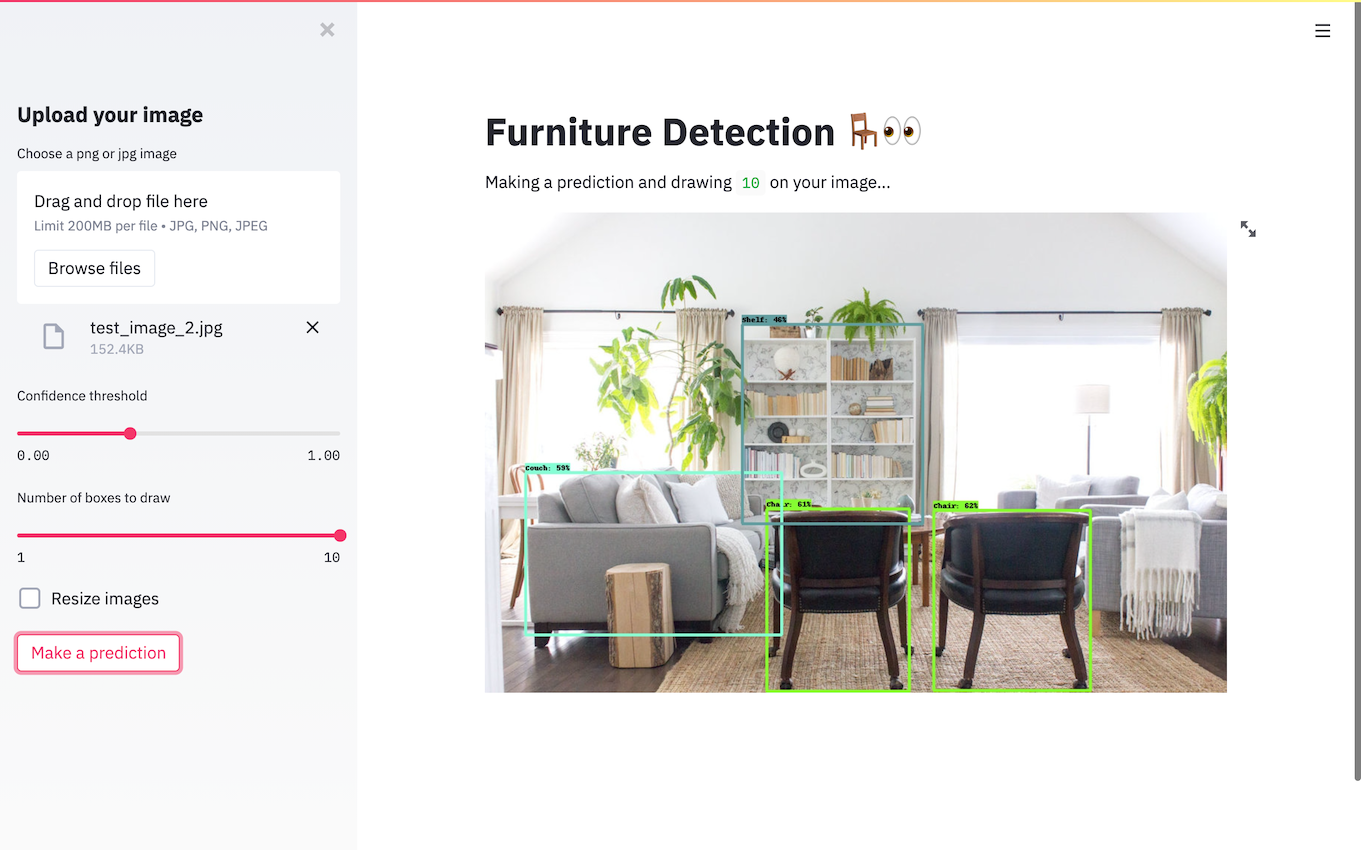 Upload your image
Choose a png or jpg image
Drag and drop file here
Limit 200MB per file • JPG, PNG, JPEG
Browse files
test_image_2.jpg
152.4KB
Confidence threshold
0.00 1.00
Number of boxes to draw
1 10
Resize images
Make a prediction
Furniture Detection
Making a prediction and drawing 10 on your image...
Shelf: 46%
Couch: 59%
Chair: 61%
Chair: 62%